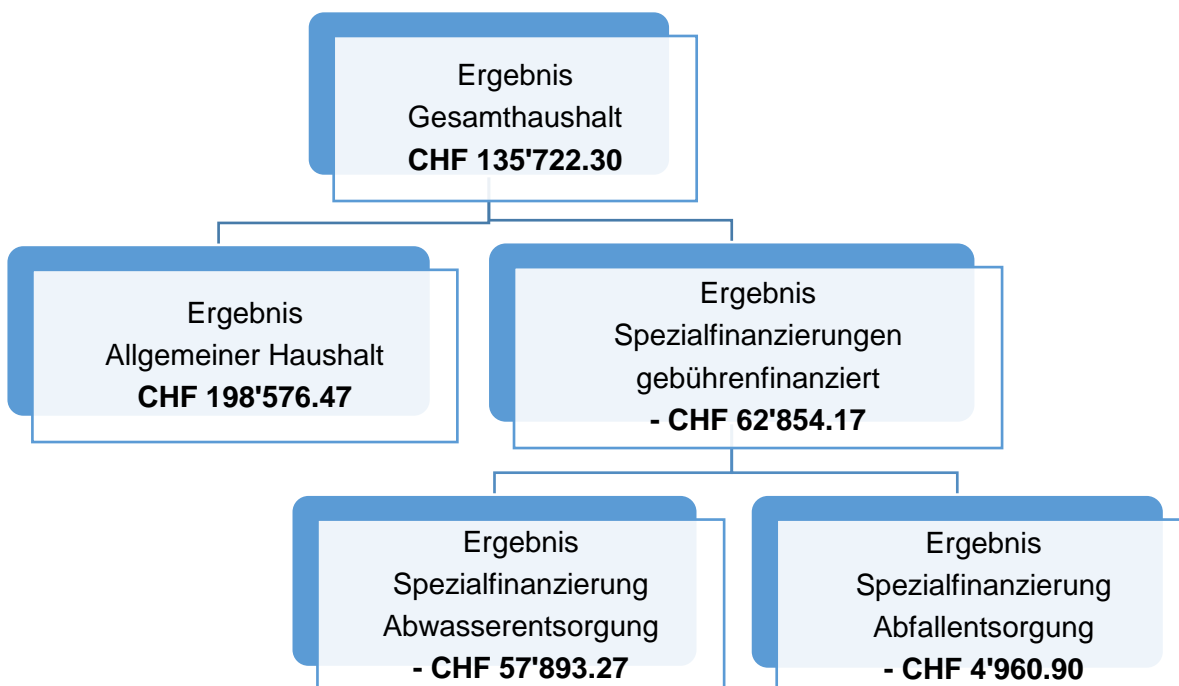 Ergebnis
Gesamthaushalt
CHF 135'722.30
Ergebnis
Allgemeiner Haushalt
CHF 198'576.47
Ergebnis
Spezialfinanzierungen
gebührenfinanziert
- CHF 62'854.17
Ergebnis
Spezialfinanzierung
Abwasserentsorgung
- CHF 57'893.27
Ergebnis
Spezialfinanzierung
Abfallentsorgung
- CHF 4'960.90